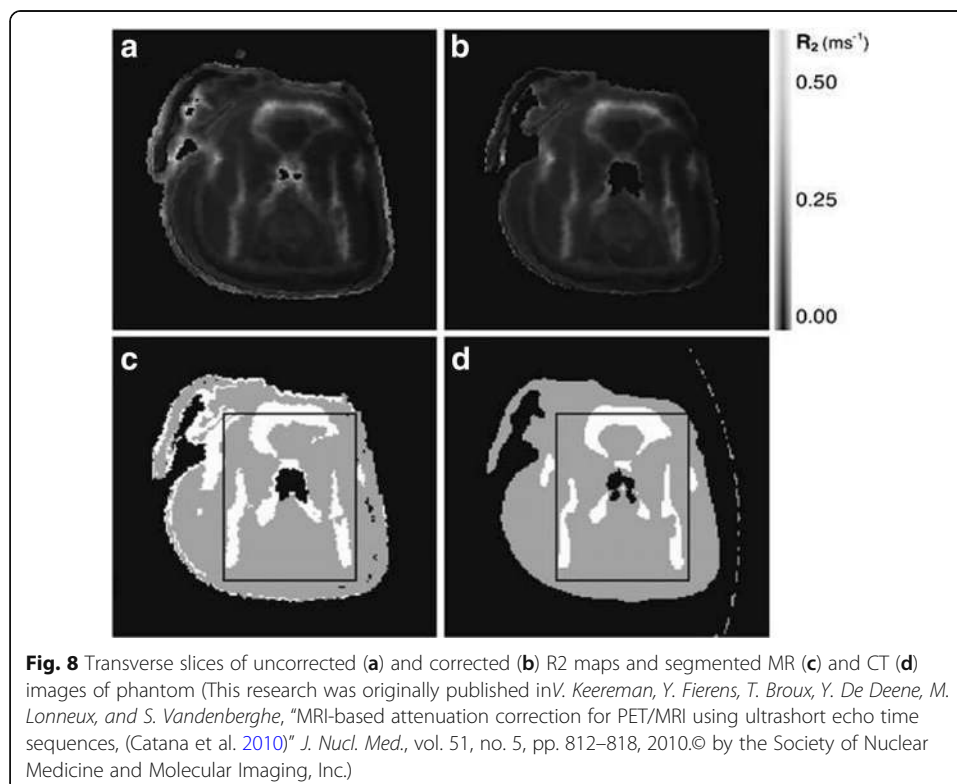 a
b
R2 (ms-1)
0.50
0.25
0.00
c
d
Fig. 8 Transverse slices of uncorrected (a) and corrected (b) R2 maps and segmented MR (c) and CT (d)
images of phantom (This research was originally published inV. Keereman, Y. Fierens, T. Broux, Y. De Deene, M.
Lonneux, and S. Vandenberghe, “MRI-based attenuation correction for PET/MRI using ultrashort echo time
sequences, (Catana et al. 2010)” J. Nucl. Med., vol. 51, no. 5, pp. 812–818, 2010.© by the Society of Nuclear
Medicine and Molecular Imaging, Inc.)